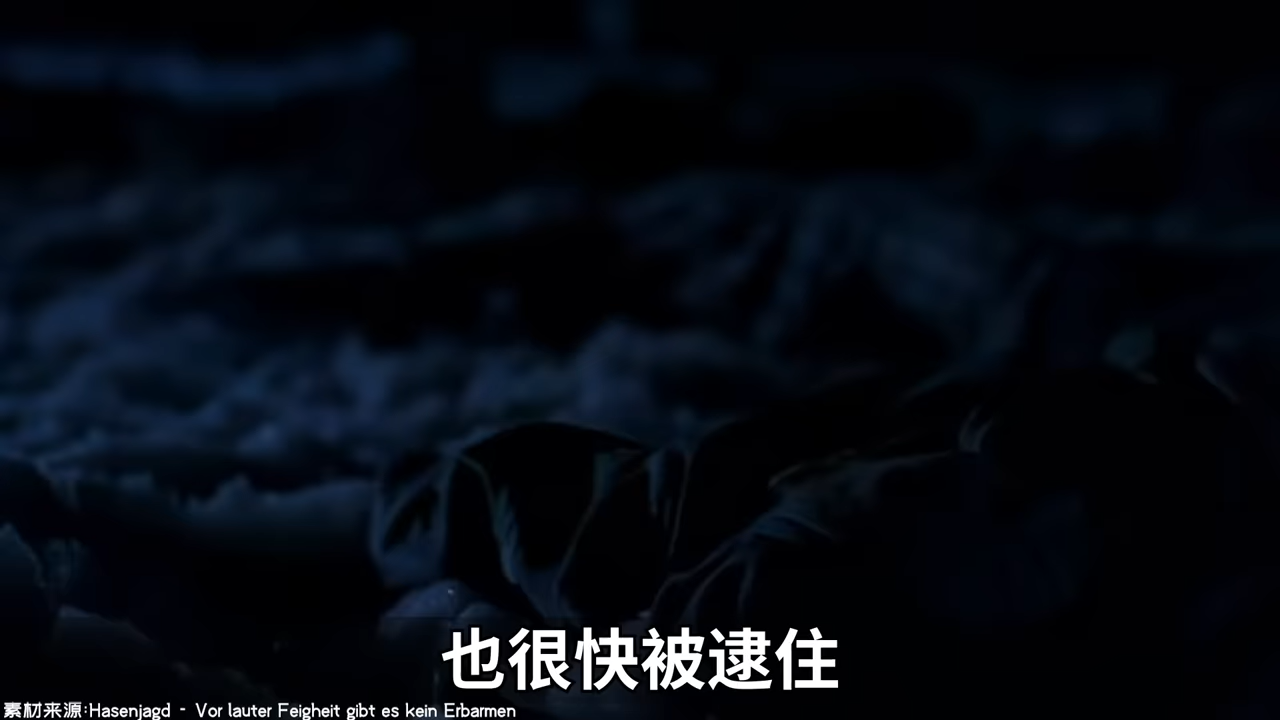 也很快被逮住
素材来源:Hasenjagd - Vor lauter Feigheit gibt es kein Erbarmen